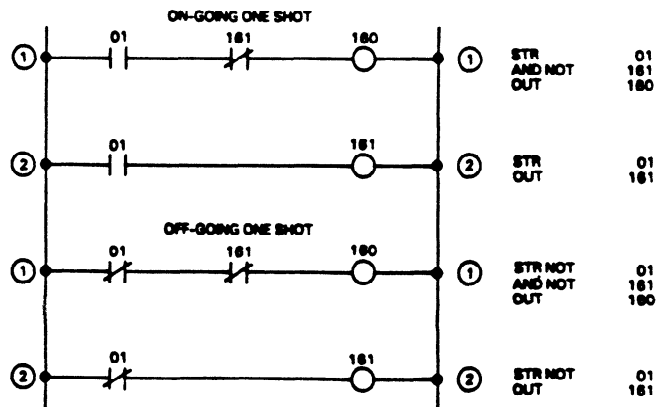 ON-GOING ONE SHOT
01 161 160
1 1 STR 01
AND NOT 161
OUT 160
01 161
2 2 STR 01
OUT 161
OFF-GOING ONE SHOT
01 161 160
1 1 STR NOT 01
AND NOT 161
OUT 160
01 161
2 2 STR NOT 01
OUT 161